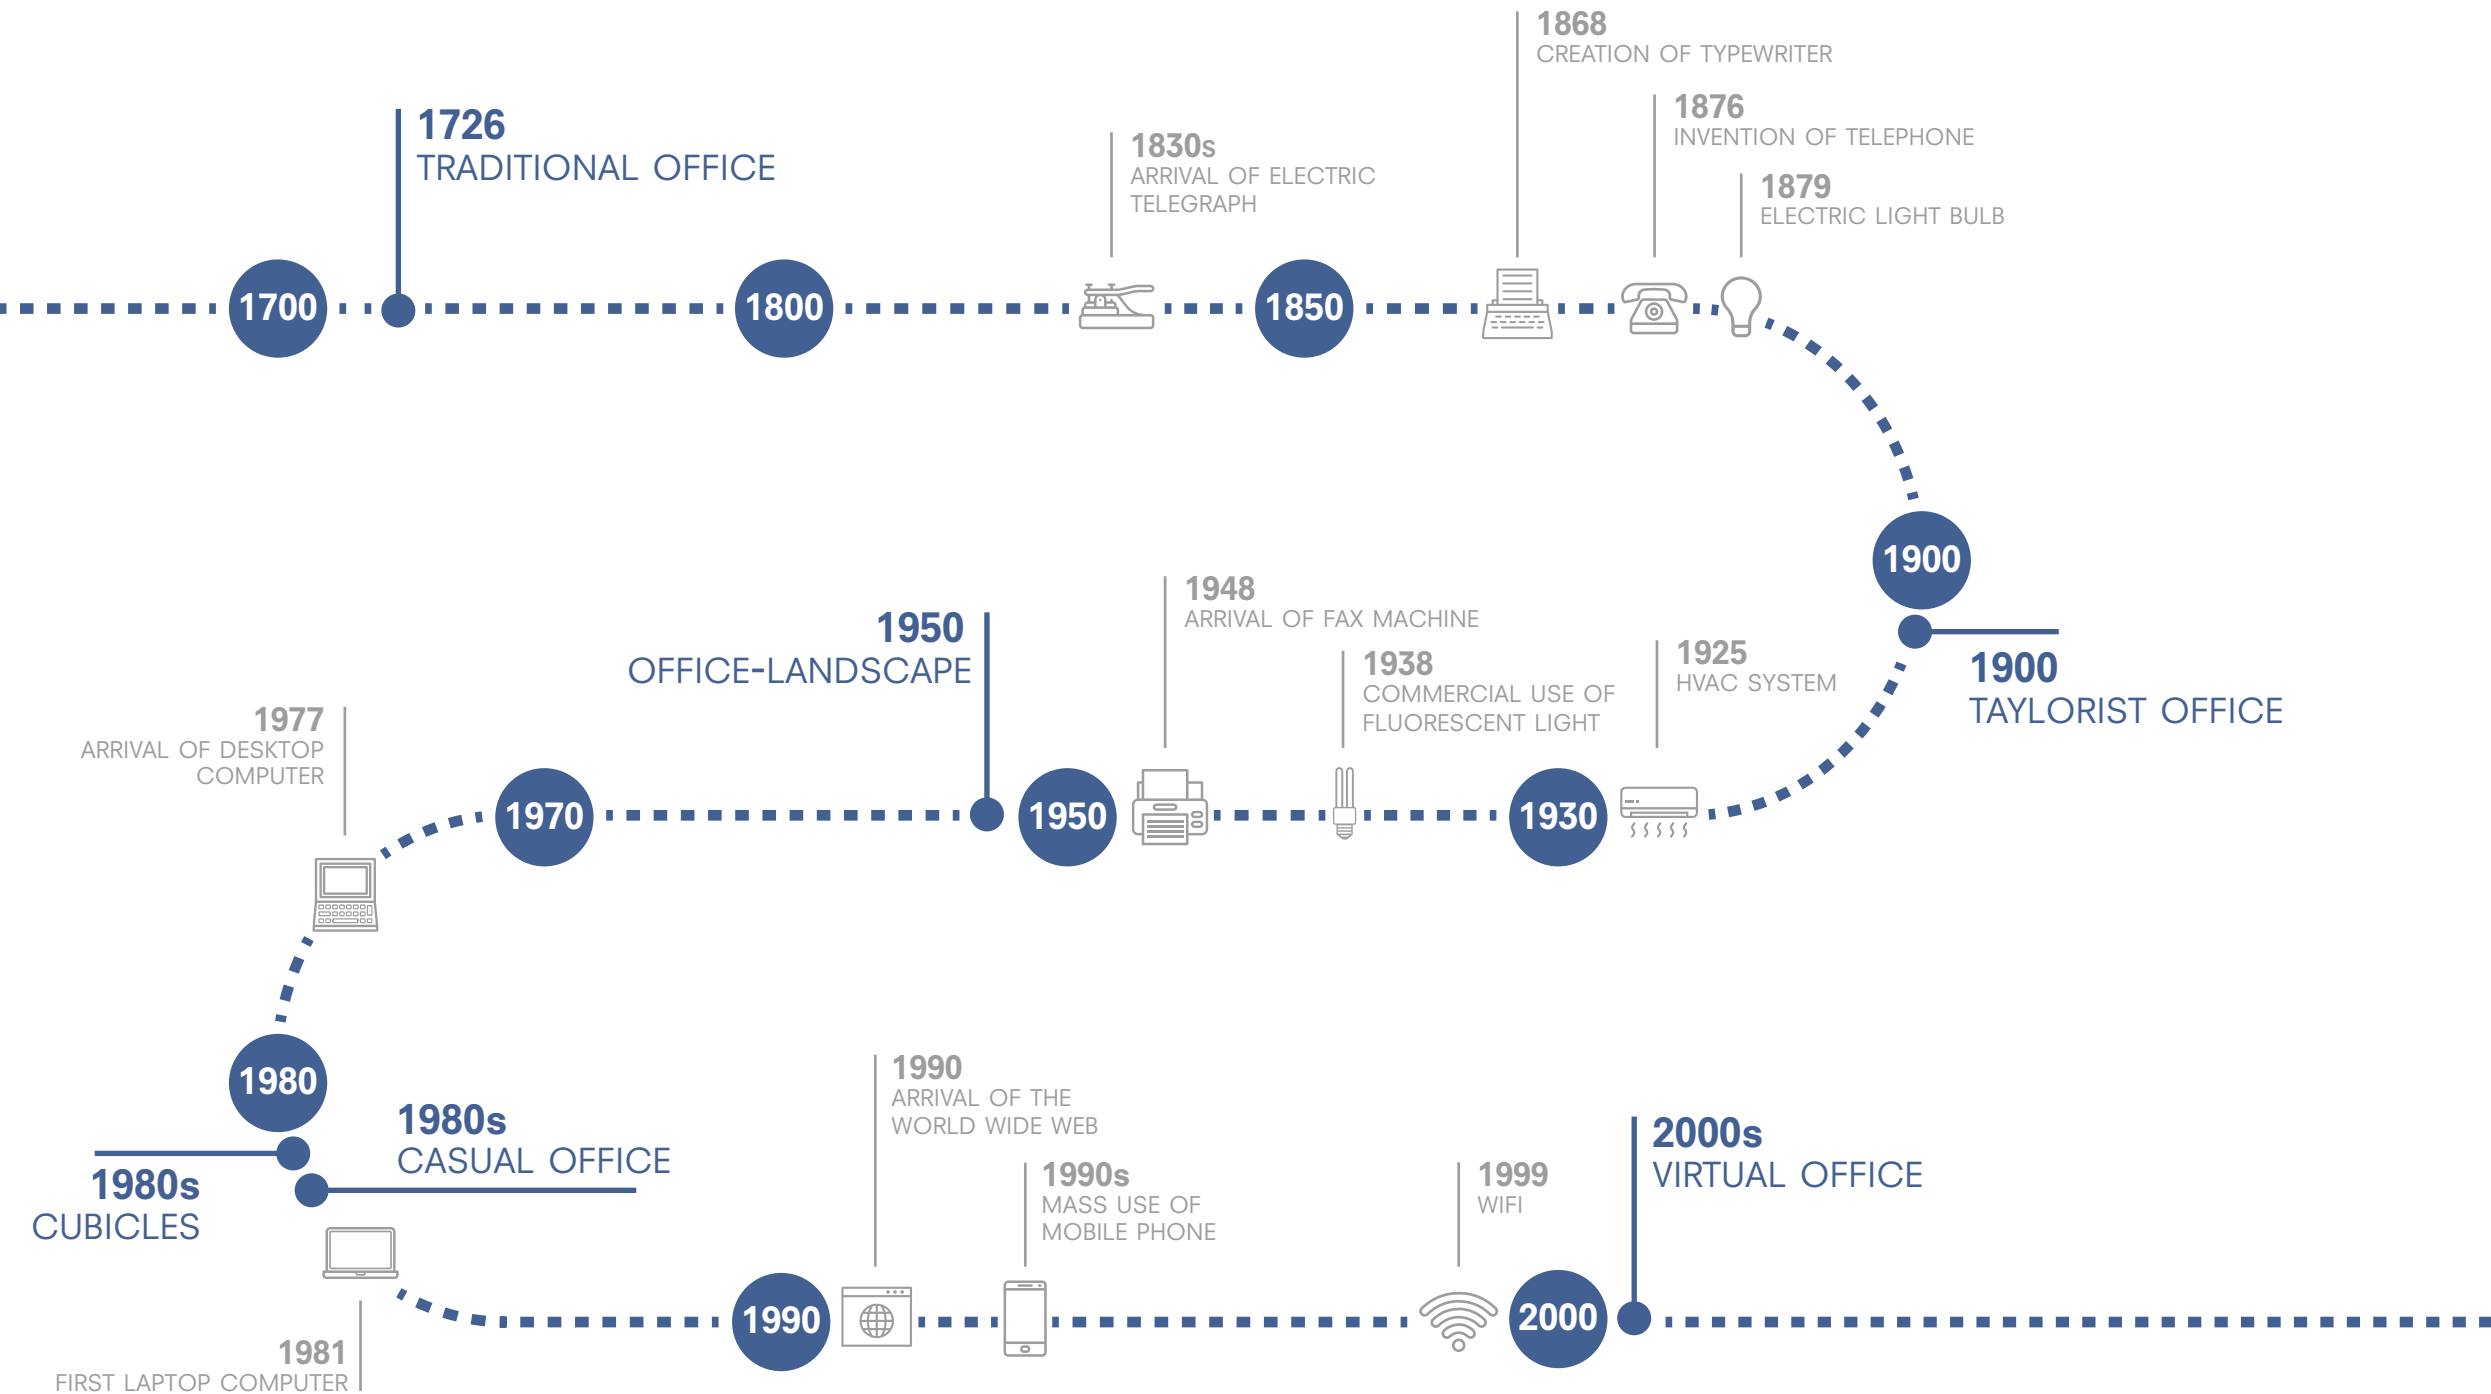 1868
CREATION OF TYPEWRITER
1876
INVENTION OF TELEPHONE
1726
TRADITIONAL OFFICE
1830s
ARRIVAL OF ELECTRIC
TELEGRAPH
1879
ELECTRIC LIGHT BULB
1700
1800
1850
1900
1900
TAYLORIST OFFICE
1925
HVAC SYSTEM
1930
1938
COMMERCIAL USE OF
FLUORESCENT LIGHT
1948
ARRIVAL OF FAX MACHINE
1950
1950
OFFICE-LANDSCAPE
1970
1977
ARRIVAL OF DESKTOP
COMPUTER
1980
1980s
CUBICLES
1980s
CASUAL OFFICE
1981
FIRST LAPTOP COMPUTER
1990
1990
ARRIVAL OF THE
WORLD WIDE WEB
1990s
MASS USE OF
MOBILE PHONE
1999
WIFI
2000
2000s
VIRTUAL OFFICE